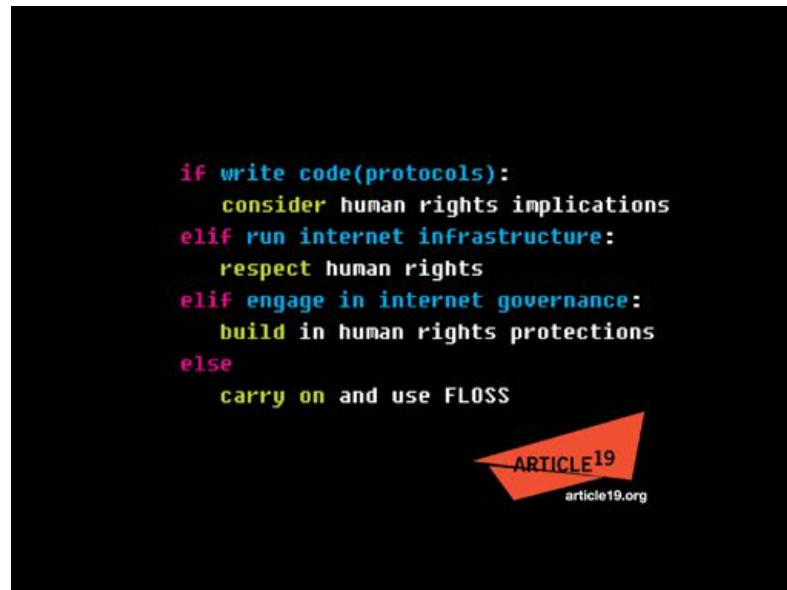 if write code(protocols):
consider human rights implications
elif run internet infrastructure:
respect human rights
elif engage in internet governance:
build in human rights protections
else
carry on and use FLOSS
ARTICLE19
article19.org